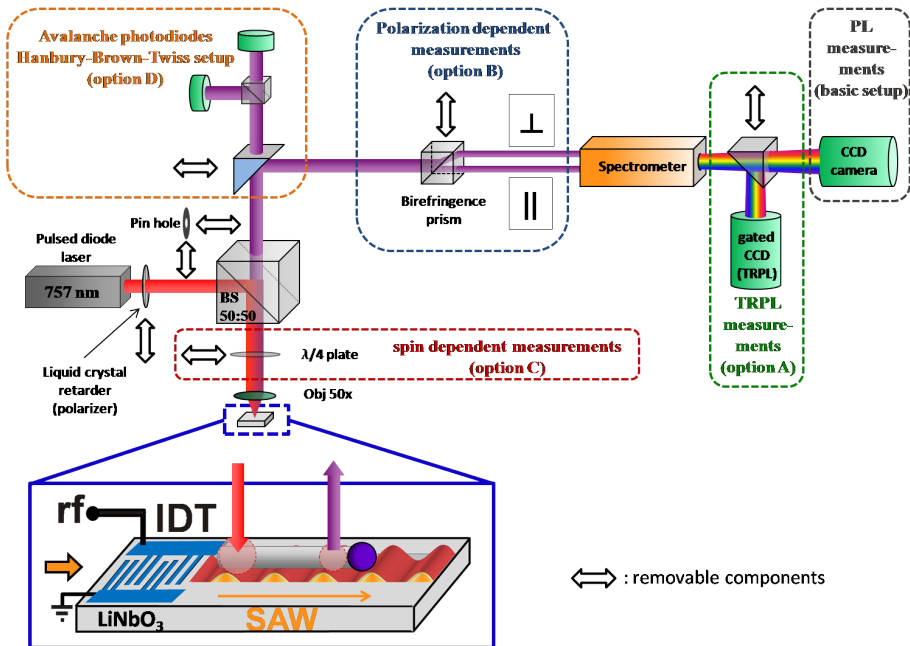 Avalanche photodiodes
Hanbury-Brown-Twiss setup
(option D)
Polarization dependent
measurements
(option B)
PL
measure-
ments
(basic setup)
⊥
||
Birefringence
prism
Spectrometer
CCD
camera
gated
CCD
(TRPL)
TRPL
measure-
ments
(option A)
Pin hole
Pulsed diode
laser
757 nm
BS
50:50
Liquid crystal
retarder
(polarizer)
λ/4 plate
spin dependent measurements
(option C)
Obj 50x
rf
IDT
LiNbO₃
SAW
: removable components